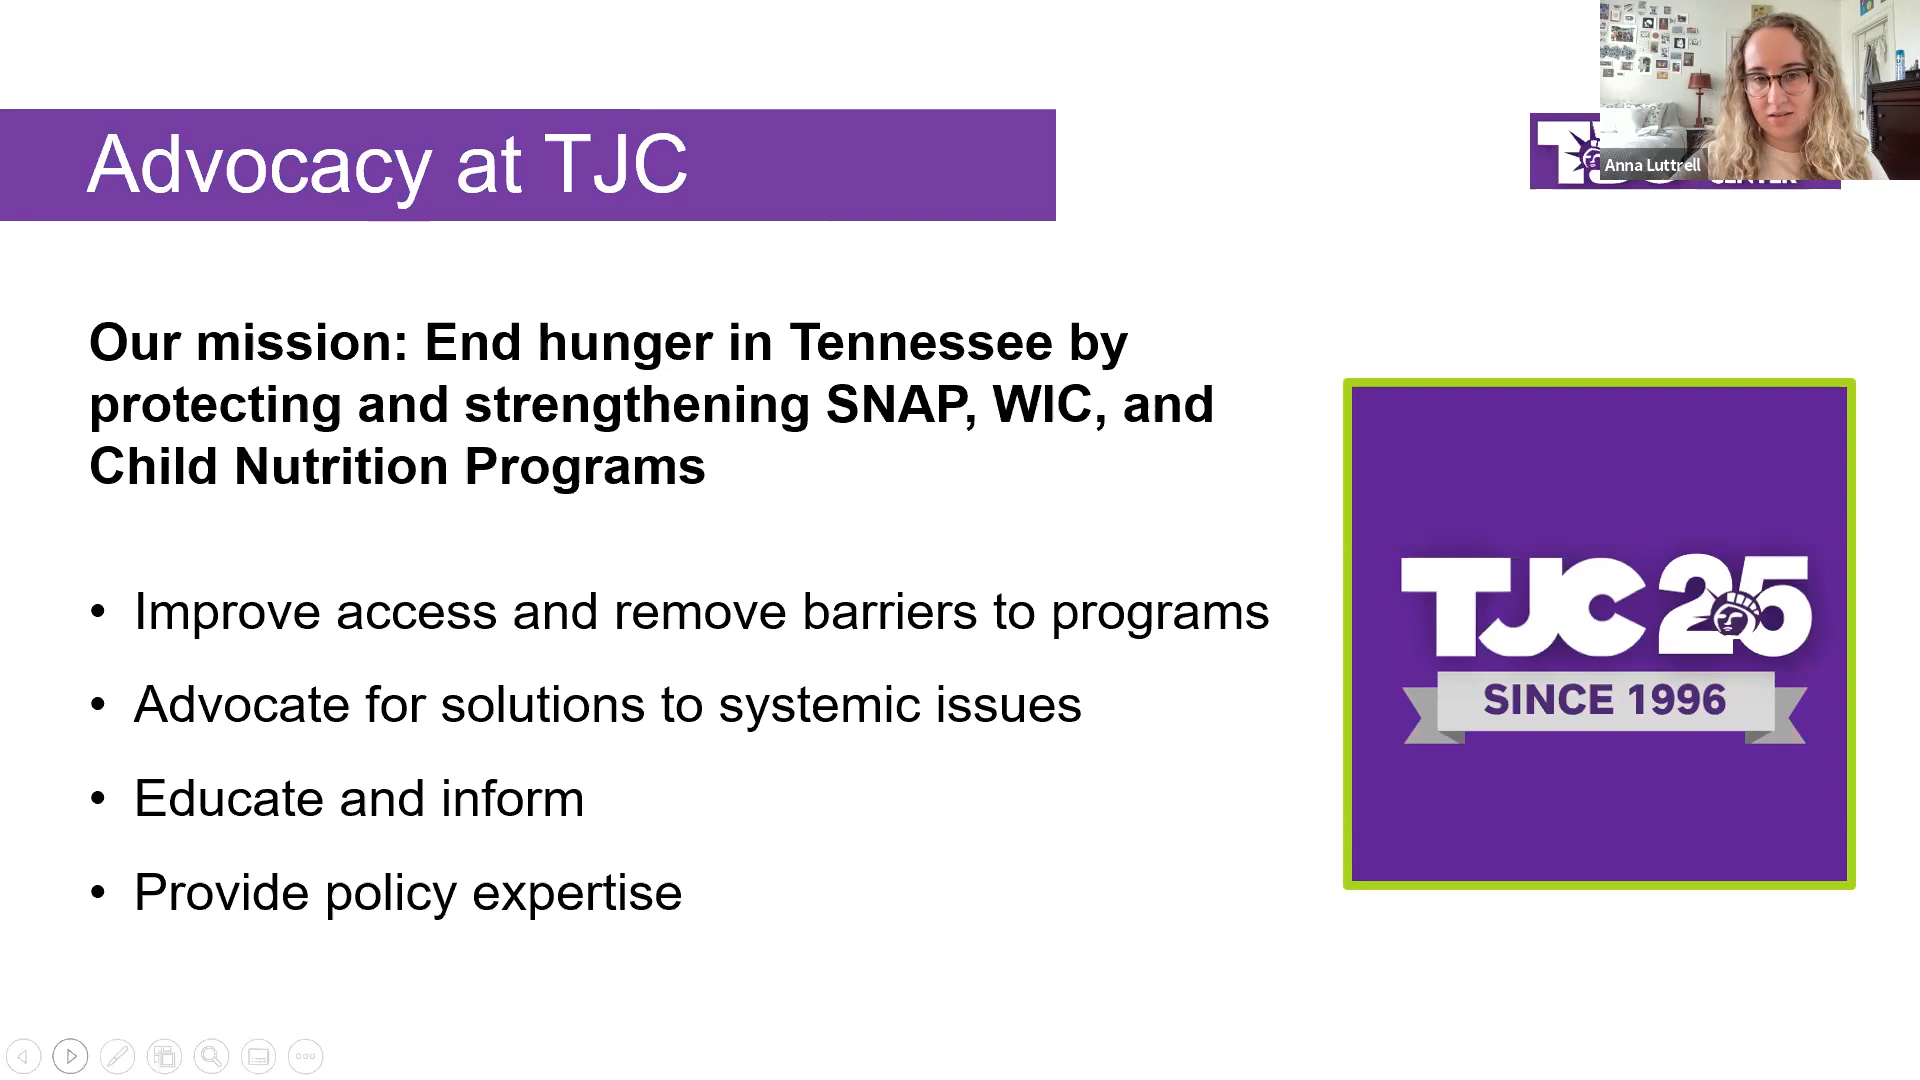 Advocacy at TJC
Anna Luttrell
Our mission: End hunger in Tennessee by
protecting and strengthening SNAP, WIC, and
Child Nutrition Programs
• Improve access and remove barriers to programs
• Advocate for solutions to systemic issues
• Educate and inform
• Provide policy expertise
TJC 25
SINCE 1996